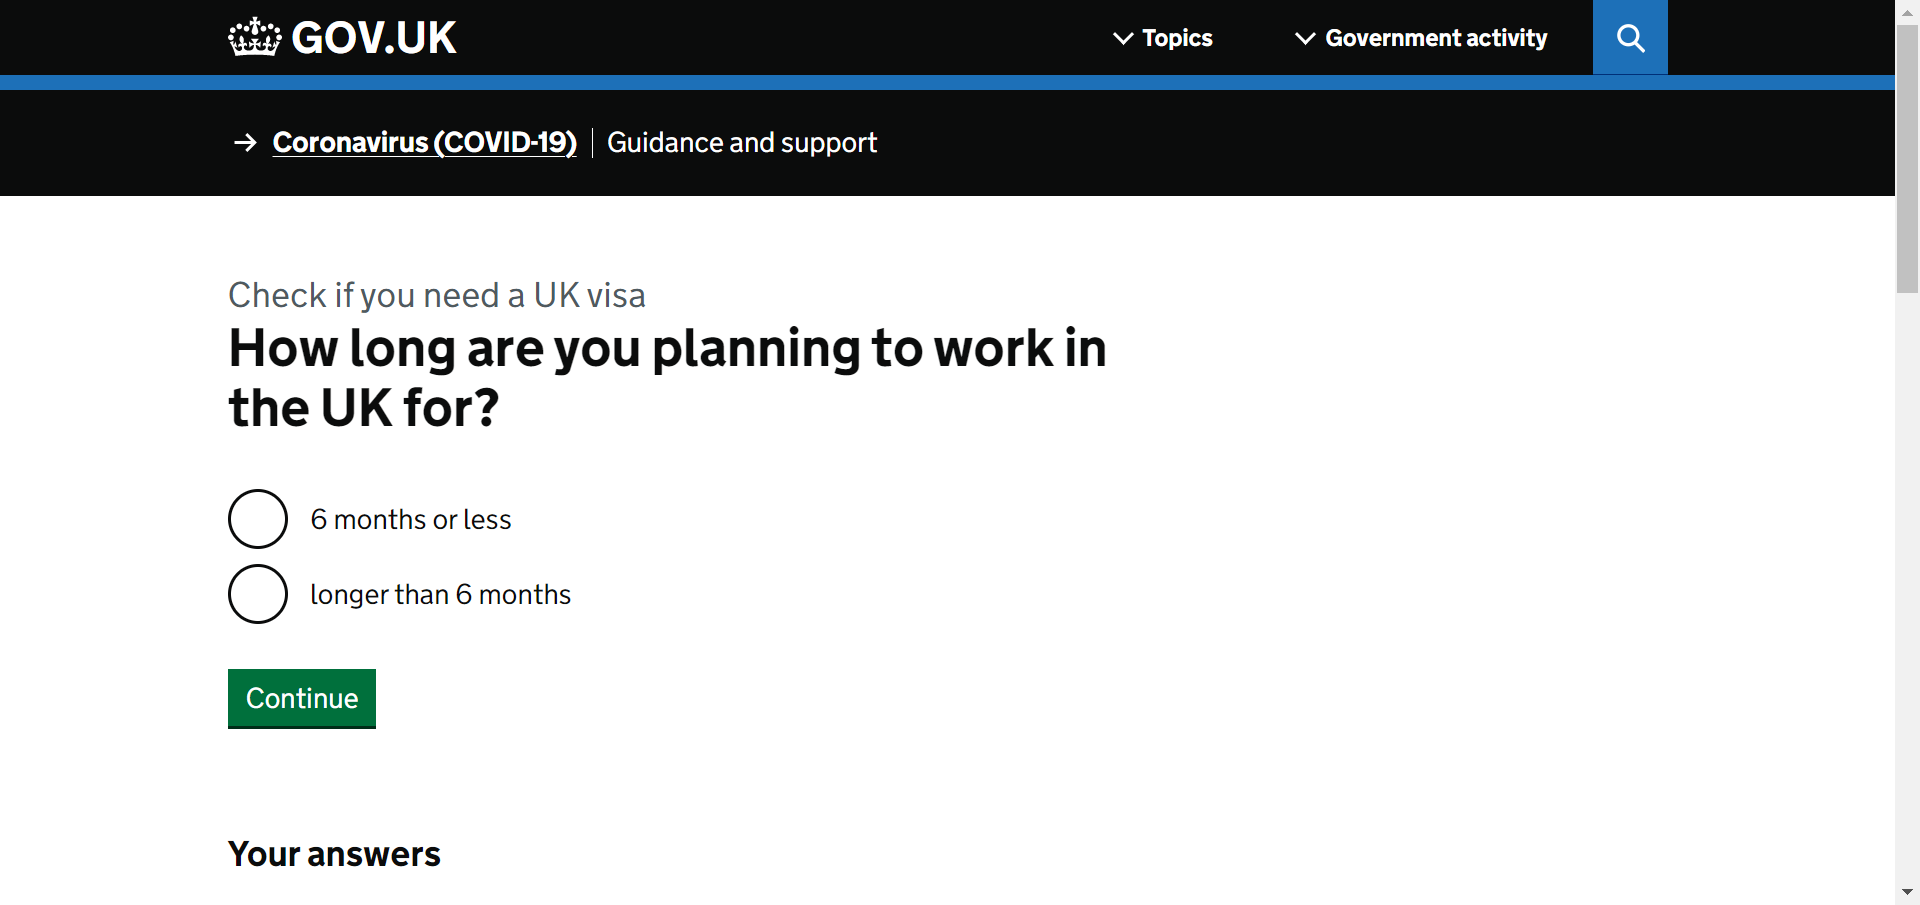 GOV.UK
Topics
Government activity
Coronavirus (COVID-19)
Guidance and support
Check if you need a UK visa
How long are you planning to work in
the UK for?
6 months or less
longer than 6 months
Continue
Your answers